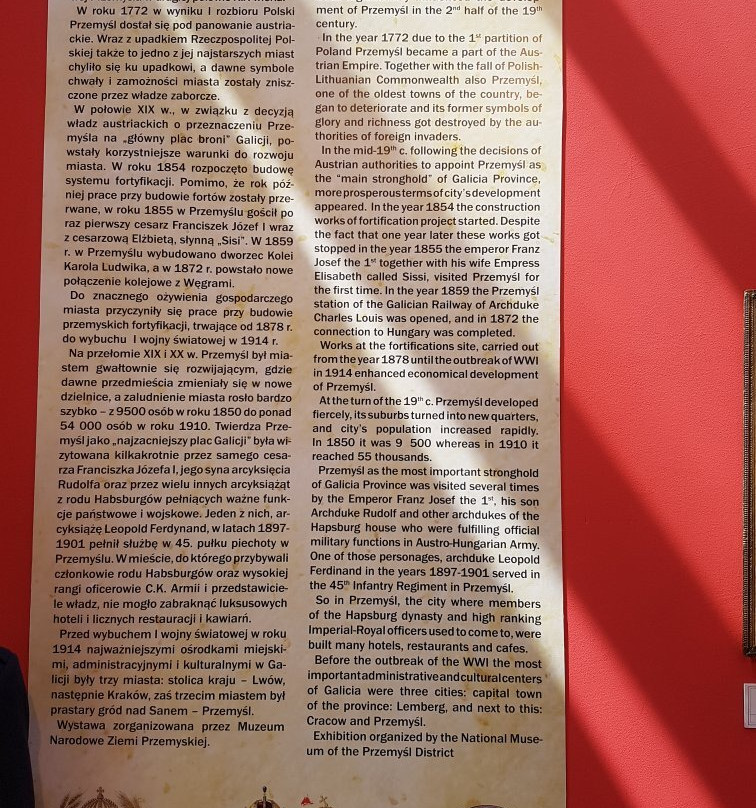 W roku 1772 w wyniku I rozbioru Polski
Przemyśl dostał się pod panowanie austria-
ckie. Wraz z upadkiem Rzeczpospolitej Pol-
skiej także to jedno z jej najstarszych miast
chyliło się ku upadkowi, a dawne symbole
chwały i zamożności miasta zostały znisz-
czone przez władze zaborcze.
W połowie XIX w., w związku z decyzją
władz austriackich o przeznaczeniu Prze-
myśla na „główny plac broni” Galicji, po-
wstały korzystniejsze warunki do rozwoju
miasta. W roku 1854 rozpoczęto budowę
systemu fortyfikacji. Pomimo, że rok póź-
niej prace przy budowie fortów zostały prze-
rwane, w roku 1855 w Przemyślu gościł po
raz pierwszy cesarz Franciszek Józef I wraz
z cesarzową Elżbietą, słynną „Sisi”. W 1859
r. w Przemyślu wybudowano dworzec Kolei
Karola Ludwika, a w 1872 r. powstało nowe
połączenie kolejowe z Węgrami.
Do znacznego ożywienia gospodarczego
miasta przyczyniły się prace przy budowie
przemyskich fortyfikacji, trwające od 1878 r.
do wybuchu I wojny światowej w 1914 r.
Na przełomie XIX i XX w. Przemyśl był mia-
stem gwałtownie się rozwijającym, gdzie
dawne przedmieścia zmieniały się w nowe
dzielnice, a zaludnienie miasta rosło bardzo
szybko – z 9500 osób w roku 1850 do ponad
54 000 osób w roku 1910. Twierdza Prze-
myśl jako „najzacniejszy plac Galicji” była wi-
zytowana kilkakrotnie przez samego cesa-
rza Franciszka Józefa I, jego syna arcyksięcia
Rudolfa oraz przez wielu innych arcyksiążąt
z rodu Habsburgów pełniących ważne funk-
cje państwowe i wojskowe. Jeden z nich, ar-
cyksiążę Leopold Ferdynand, w latach 1897-
1901 pełnił służbę w 45. pułku piechoty w
Przemyślu. W mieście, do którego przybywali
członkowie rodu Habsburgów oraz wysokiej
rangi oficerowie C.K. Armii i przedstawicie-
le władz, nie mogło zabraknąć luksusowych
hoteli i licznych restauracji i kawiarń.
Przed wybuchem I wojny światowej w roku
1914 najważniejszymi ośrodkami miejski-
mi, administracyjnymi i kulturalnymi w Ga-
licji były trzy miasta: stolica kraju – Lwów,
następnie Kraków, zaś trzecim miastem był
prastary gród nad Sanem – Przemyśl.
Wystawa zorganizowana przez Muzeum
Narodowe Ziemi Przemyskiej.
ment of Przemyśl in the 2nd half of the 19th
century.
In the year 1772 due to the 1st partition of
Poland Przemyśl became a part of the Aus-
trian Empire. Together with the fall of Polish-
Lithuanian Commonwealth also Przemyśl,
one of the oldest towns of the country, be-
gan to deteriorate and its former symbols of
glory and richness got destroyed by the au-
thorities of foreign invaders.
In the mid-19th c. following the decisions of
Austrian authorities to appoint Przemyśl as
the “main stronghold” of Galicia Province,
more prosperous terms of city's development
appeared. In the year 1854 the construction
works of fortification project started. Despite
the fact that one year later these works got
stopped in the year 1855 the emperor Franz
Josef the 1st together with his wife Empress
Elisabeth called Sissi, visited Przemyśl for
the first time. In the year 1859 the Przemyśl
station of the Galician Railway of Archduke
Charles Louis was opened, and in 1872 the
connection to Hungary was completed.
Works at the fortifications site, carried out
from the year 1878 until the outbreak of WWI
in 1914 enhanced economical development
of Przemyśl.
At the turn of the 19th c. Przemyśl developed
fiercely, its suburbs turned into new quarters,
and city's population increased rapidly.
In 1850 it was 9 500 whereas in 1910 it
reached 55 thousands.
Przemyśl as the most important stronghold
of Galicia Province was visited several times
by the Emperor Franz Josef the 1st, his son
Archduke Rudolf and other archdukes of the
Hapsburg house who were fulfilling official
military functions in Austro-Hungarian Army.
One of those personages, archduke Leopold
Ferdinand in the years 1897-1901 served in
the 45th Infantry Regiment in Przemyśl.
So in Przemyśl, the city where members
of the Hapsburg dynasty and high ranking
Imperial-Royal officers used to come to, were
built many hotels, restaurants and cafes.
Before the outbreak of the WWI the most
important administrative and cultural centers
of Galicia were three cities: capital town
of the province: Lemberg, and next to this:
Cracow and Przemyśl.
Exhibition organized by the National Muse-
um of the Przemyśl District